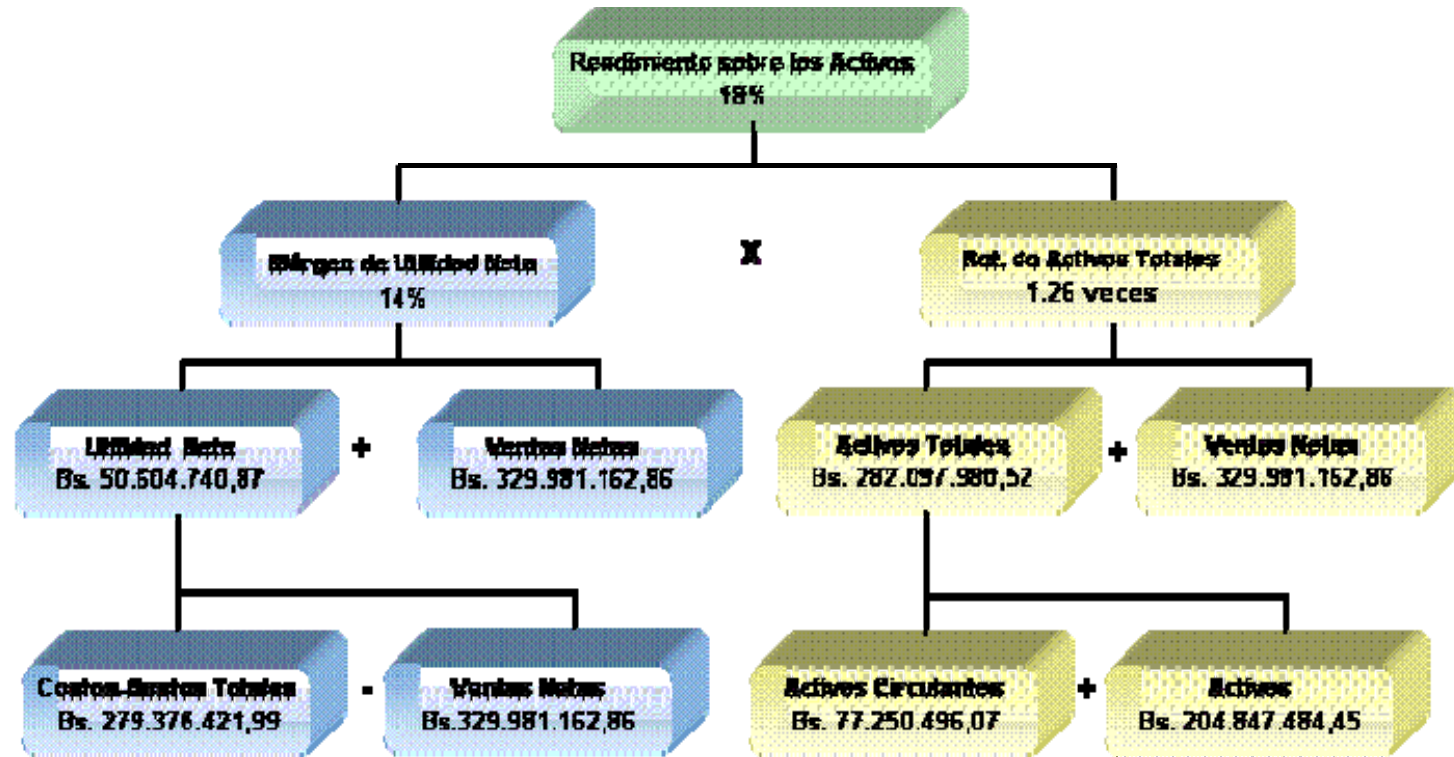 Rendimiento sobre los Activos
18%
Márgen de Utilidad Neta
14%
X
Rot. de Activos Totales
1.26 veces
Utilidad Neta
Bs. 50.604.740,87
+
Ventas Netas
Bs. 329.981.162,86
Activos Totales
Bs. 282.097.980,52
+
Ventas Netas
Bs. 329.981.162,86
Costos-Gastos Totales
Bs. 279.376.421,99
-
Ventas Netas
Bs.329.981.162,86
Activos Circulantes
Bs. 77.250.496,07
+
Activos
Bs. 204.847.484,45